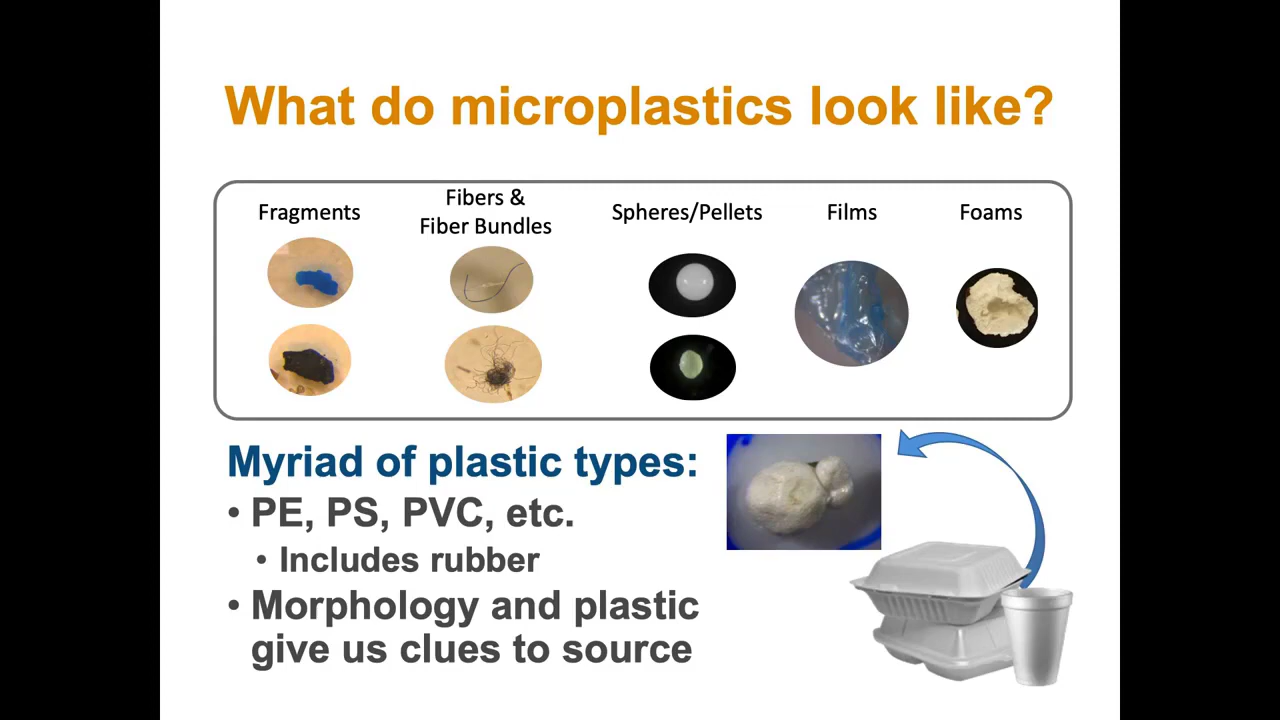 What do microplastics look like?
Fragments
Fibers &
Fiber Bundles
Spheres/Pellets
Films
Foams
Myriad of plastic types:
• PE, PS, PVC, etc.
• Includes rubber
• Morphology and plastic
give us clues to source